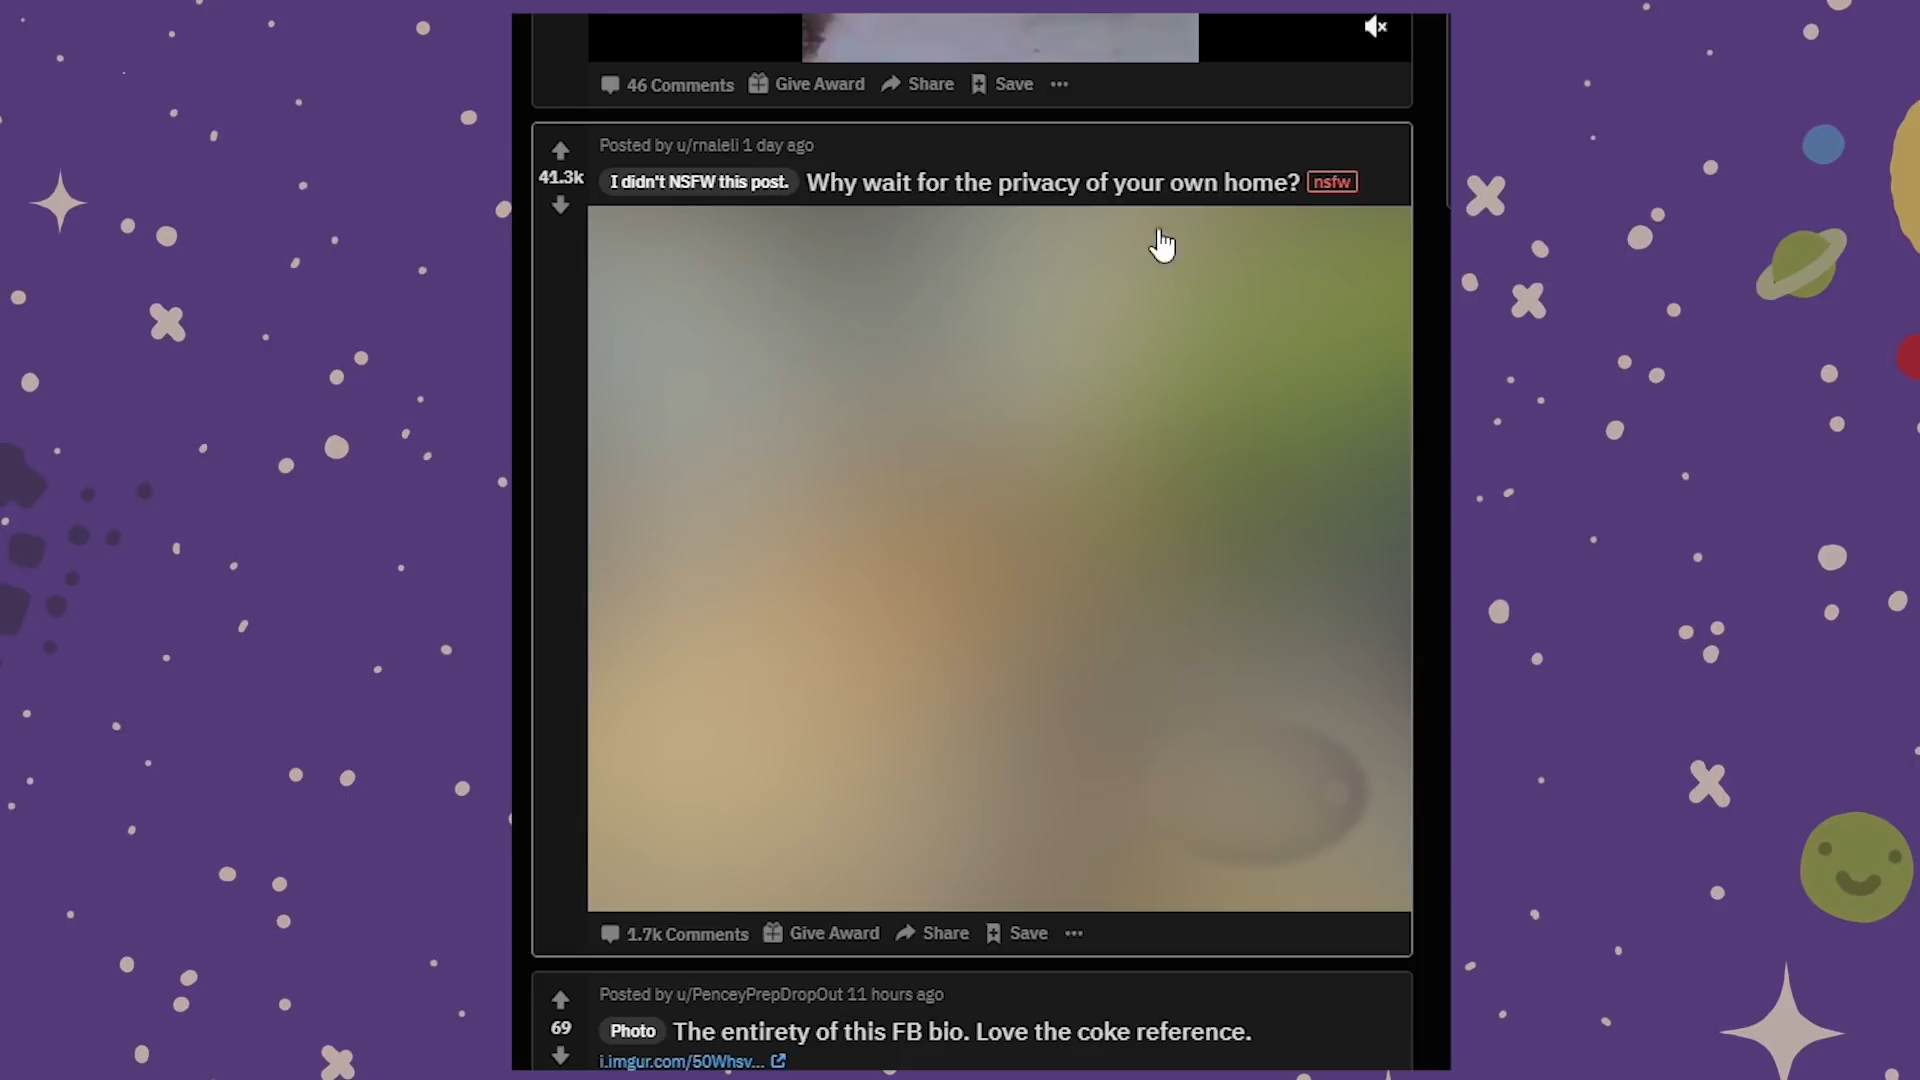 46 Comments Give Award Share Save
Posted by u/rnaleli 1 day ago
41.3k
I didn't NSFW this post. Why wait for the privacy of your own home? nsfw
1.7k Comments Give Award Share Save
Posted by u/PenceyPrepDropOut 11 hours ago
69
Photo The entirety of this FB bio. Love the coke reference.
i.imgur.com/50Whsv...